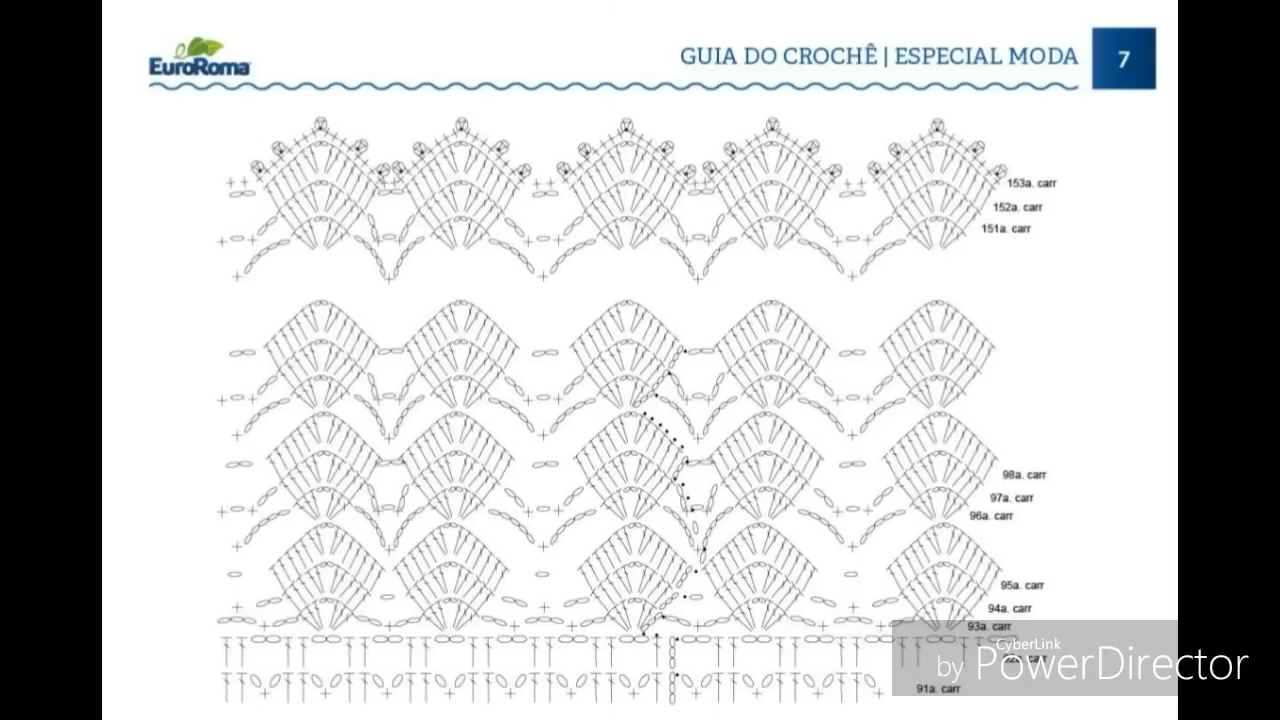 EuroRoma
GUIA DO CROCHÊ | ESPECIAL MODA
7
153a. carr
152a. carr
151a. carr
98a. carr
97a. carr
96a. carr
95a. carr
94a. carr
93a. carr
CyberLink
by PowerDirector
91a. carr